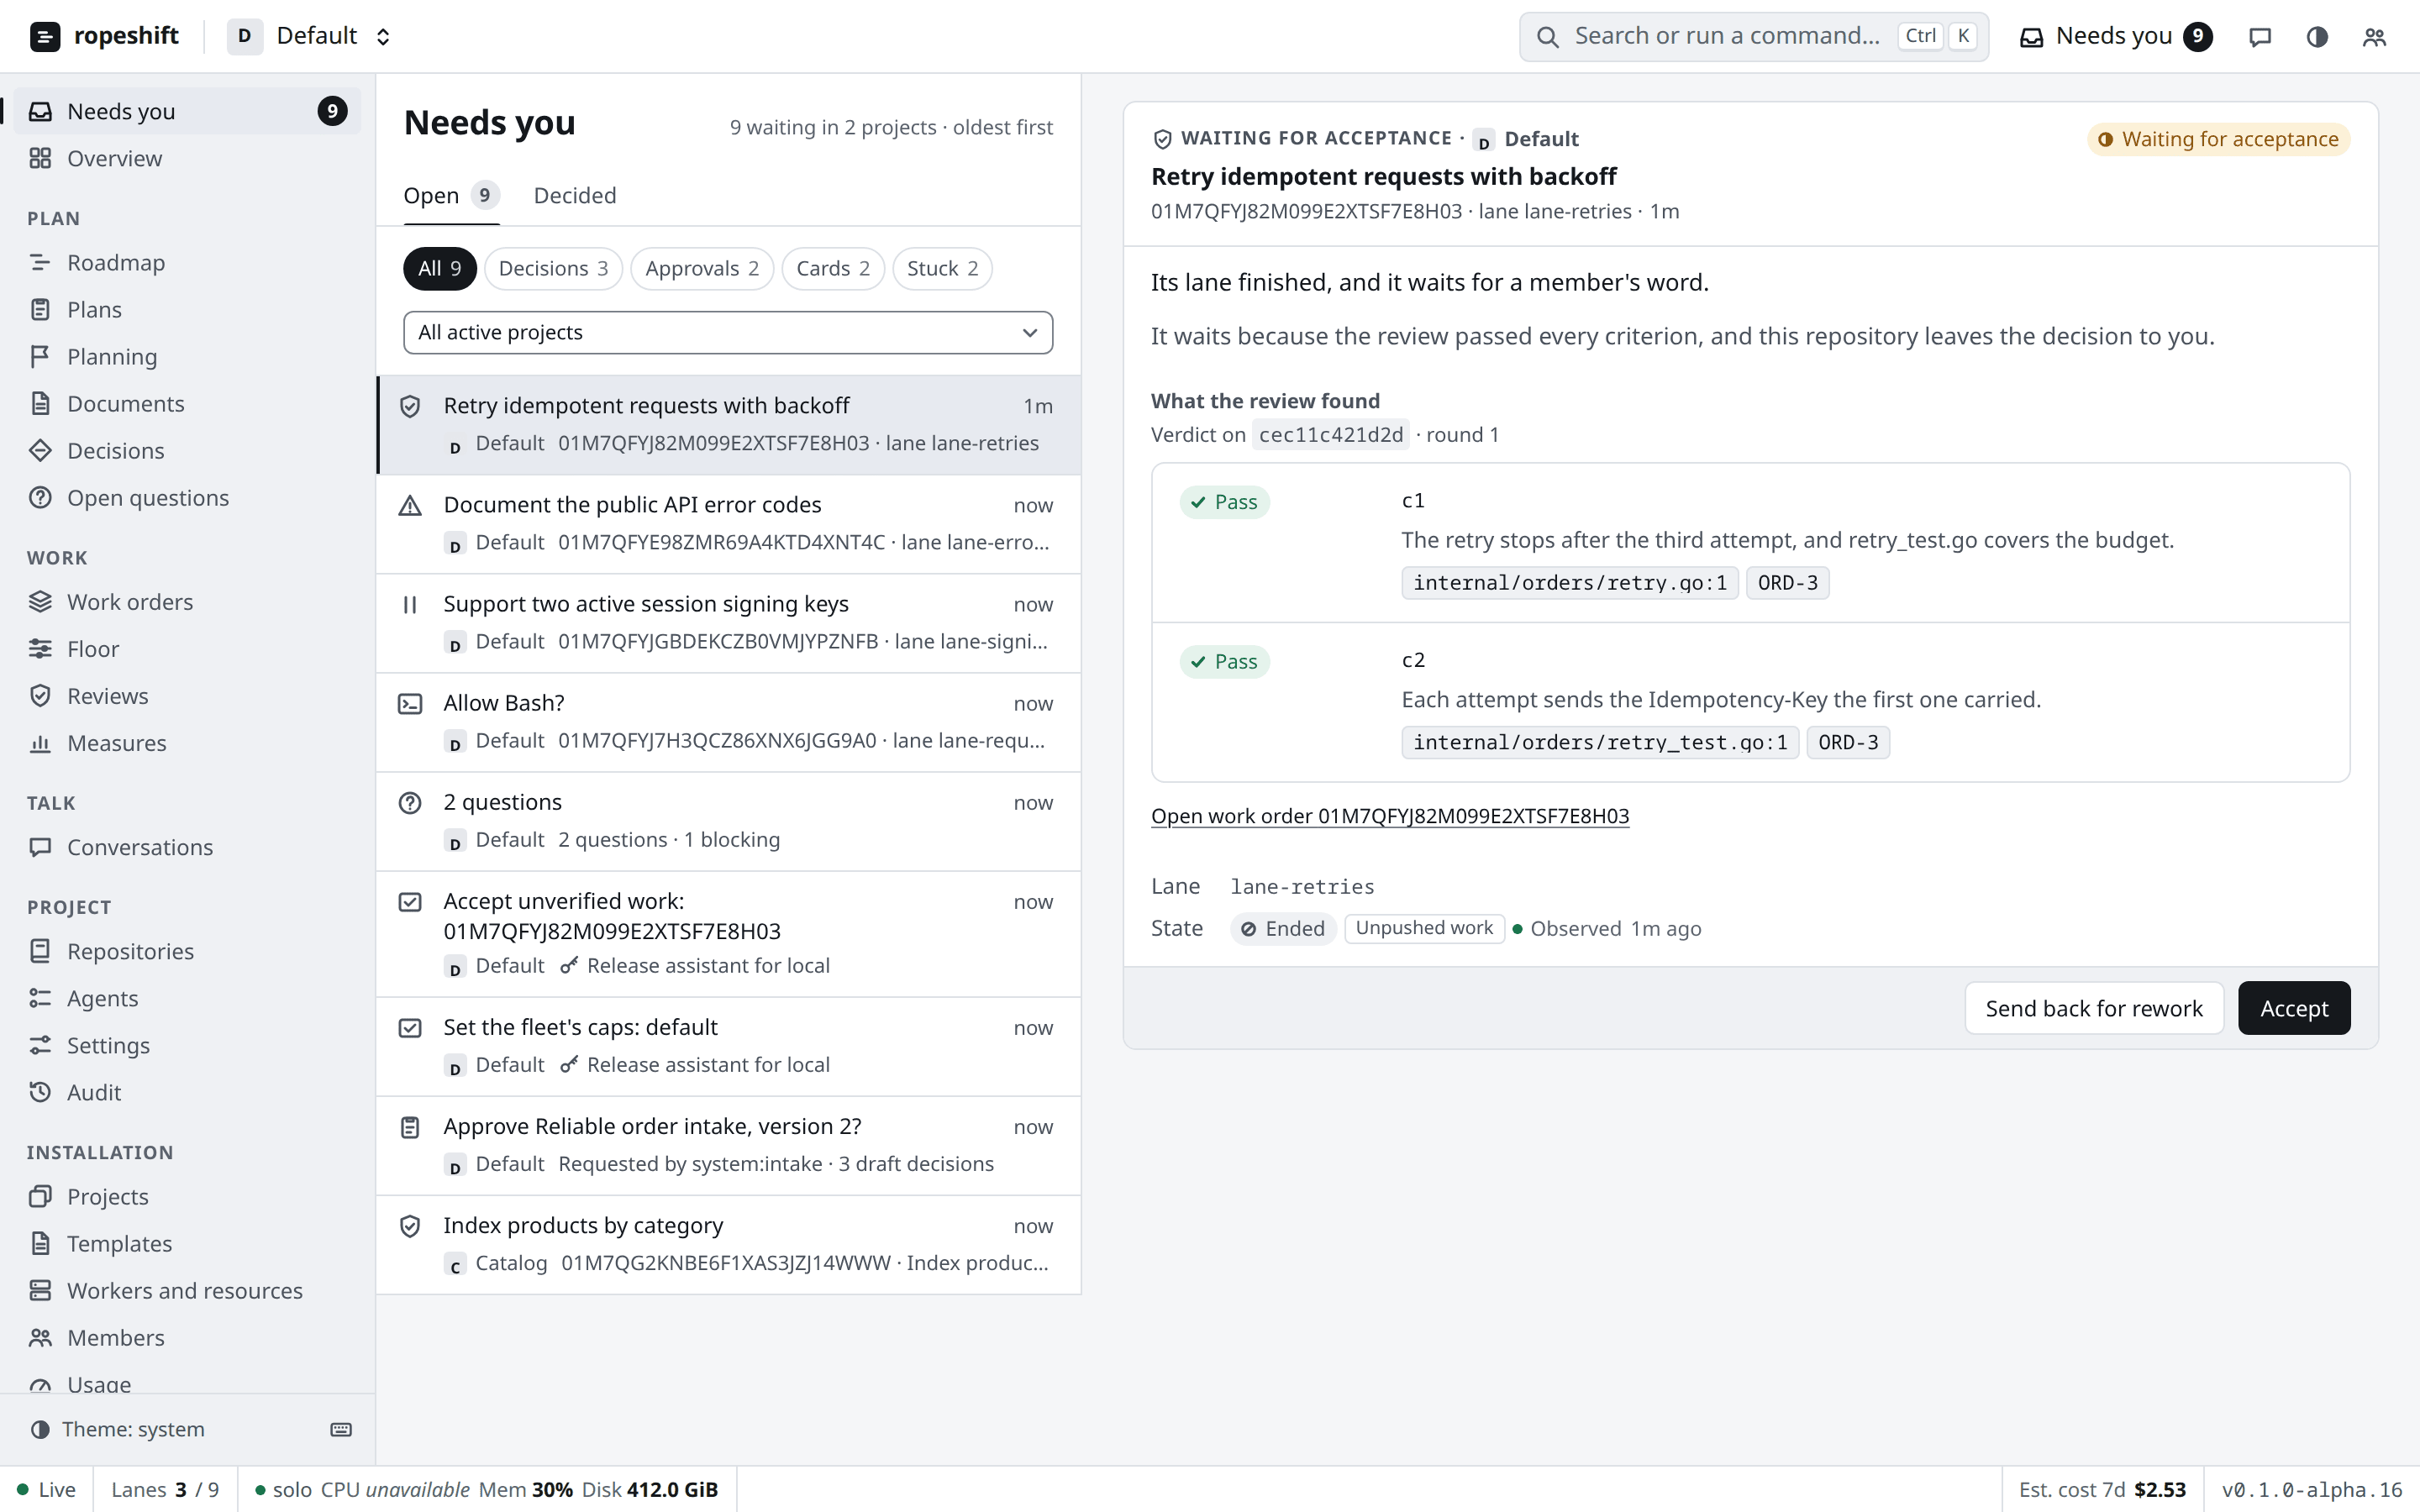 ropeshift
D Default
Search or run a command... Ctrl K
Needs you 9
Needs you 9
Overview
PLAN
Roadmap
Plans
Planning
Documents
Decisions
Open questions
WORK
Work orders
Floor
Reviews
Measures
TALK
Conversations
PROJECT
Repositories
Agents
Settings
Audit
INSTALLATION
Projects
Templates
Workers and resources
Members
Usage
Theme: system
Needs you
9 waiting in 2 projects · oldest first
Open 9 Decided
All 9 Decisions 3 Approvals 2 Cards 2 Stuck 2
All active projects
Retry idempotent requests with backoff 1m
D Default 01M7QFYJ82M099E2XTSF7E8H03 · lane lane-retries
Document the public API error codes now
D Default 01M7QFYE98ZMR69A4KTD4XNT4C · lane lane-erro...
Support two active session signing keys now
D Default 01M7QFYJGBDEKCZB0VMJYPZNFB · lane lane-signi...
Allow Bash? now
D Default 01M7QFYJ7H3QCZ86XNX6JGG9A0 · lane lane-requ...
2 questions now
D Default 2 questions · 1 blocking
Accept unverified work: now
01M7QFYJ82M099E2XTSF7E8H03
D Default Release assistant for local
Set the fleet's caps: default now
D Default Release assistant for local
Approve Reliable order intake, version 2? now
D Default Requested by system:intake · 3 draft decisions
Index products by category now
C Catalog 01M7QG2KNBE6F1XAS3JZJ14WWW · Index produc...
WAITING FOR ACCEPTANCE · D Default
Waiting for acceptance
Retry idempotent requests with backoff
01M7QFYJ82M099E2XTSF7E8H03 · lane lane-retries · 1m
Its lane finished, and it waits for a member's word.
It waits because the review passed every criterion, and this repository leaves the decision to you.
What the review found
Verdict on cec11c421d2d · round 1
Pass c1
The retry stops after the third attempt, and retry_test.go covers the budget.
internal/orders/retry.go:1 ORD-3
Pass c2
Each attempt sends the Idempotency-Key the first one carried.
internal/orders/retry_test.go:1 ORD-3
Open work order 01M7QFYJ82M099E2XTSF7E8H03
Lane lane-retries
State Ended Unpushed work Observed 1m ago
Send back for rework Accept
Live Lanes 3 / 9 solo CPU unavailable Mem 30% Disk 412.0 GiB
Est. cost 7d $2.53 v0.1.0-alpha.16